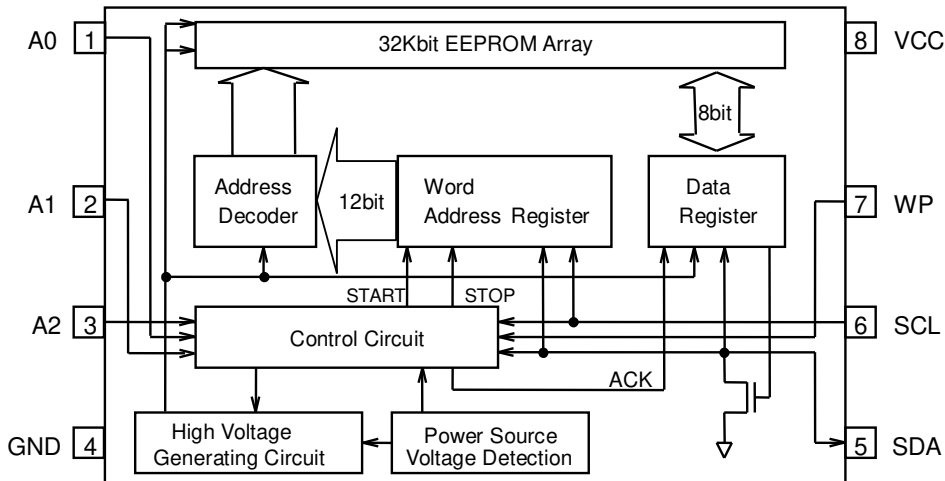 A0 1
32Kbit EEPROM Array
8 VCC
8bit
A1 2
Address
Decoder
12bit
Word
Address Register
Data
Register
7 WP
START
STOP
A2 3
Control Circuit
6 SCL
ACK
GND 4
High Voltage
Generating Circuit
Power Source
Voltage Detection
5 SDA